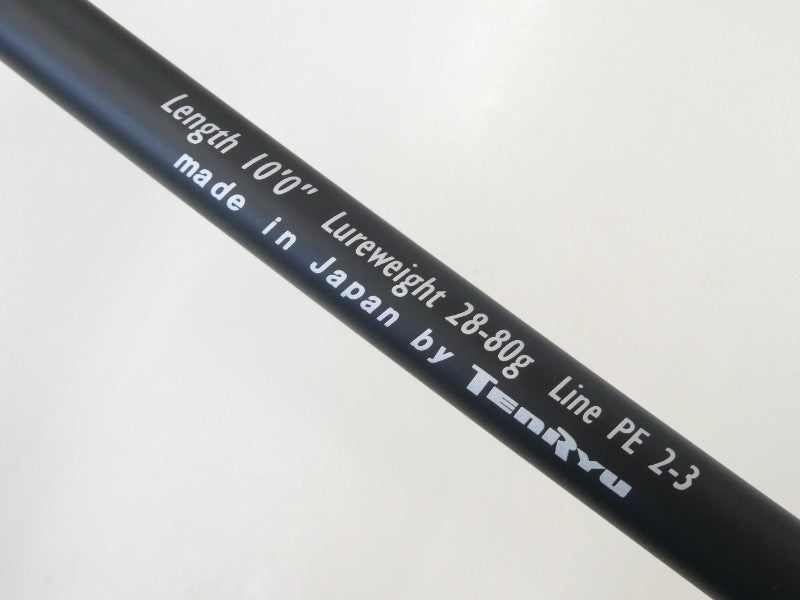 Length 10'0" Lureweight 28-80g Line PE 2-3
made in Japan by TENRYU